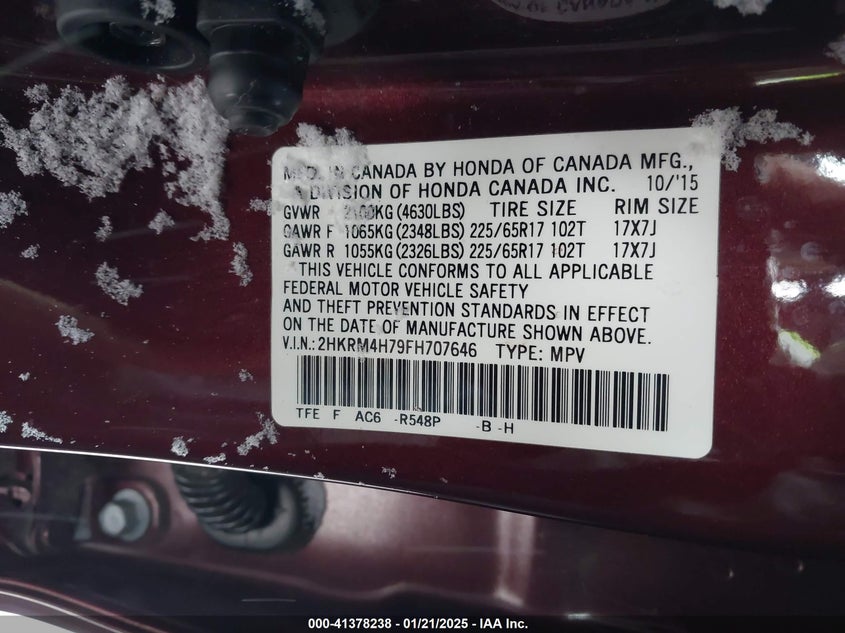 MFD. IN CANADA BY HONDA OF CANADA MFG.,
A DIVISION OF HONDA CANADA INC. 10/'15
GVWR 2100KG (4630LBS) TIRE SIZE RIM SIZE
GAWR F 1065KG (2348LBS) 225/65R17 102T 17X7J
GAWR R 1055KG (2326LBS) 225/65R17 102T 17X7J
THIS VEHICLE CONFORMS TO ALL APPLICABLE
FEDERAL MOTOR VEHICLE SAFETY
AND THEFT PREVENTION STANDARDS IN EFFECT
ON THE DATE OF MANUFACTURE SHOWN ABOVE.
V.I.N.: 2HKRM4H79FH707646 TYPE: MPV
TFE F AC6 -R548P -B -H
000-41378238 - 01/21/2025 - IAA Inc.